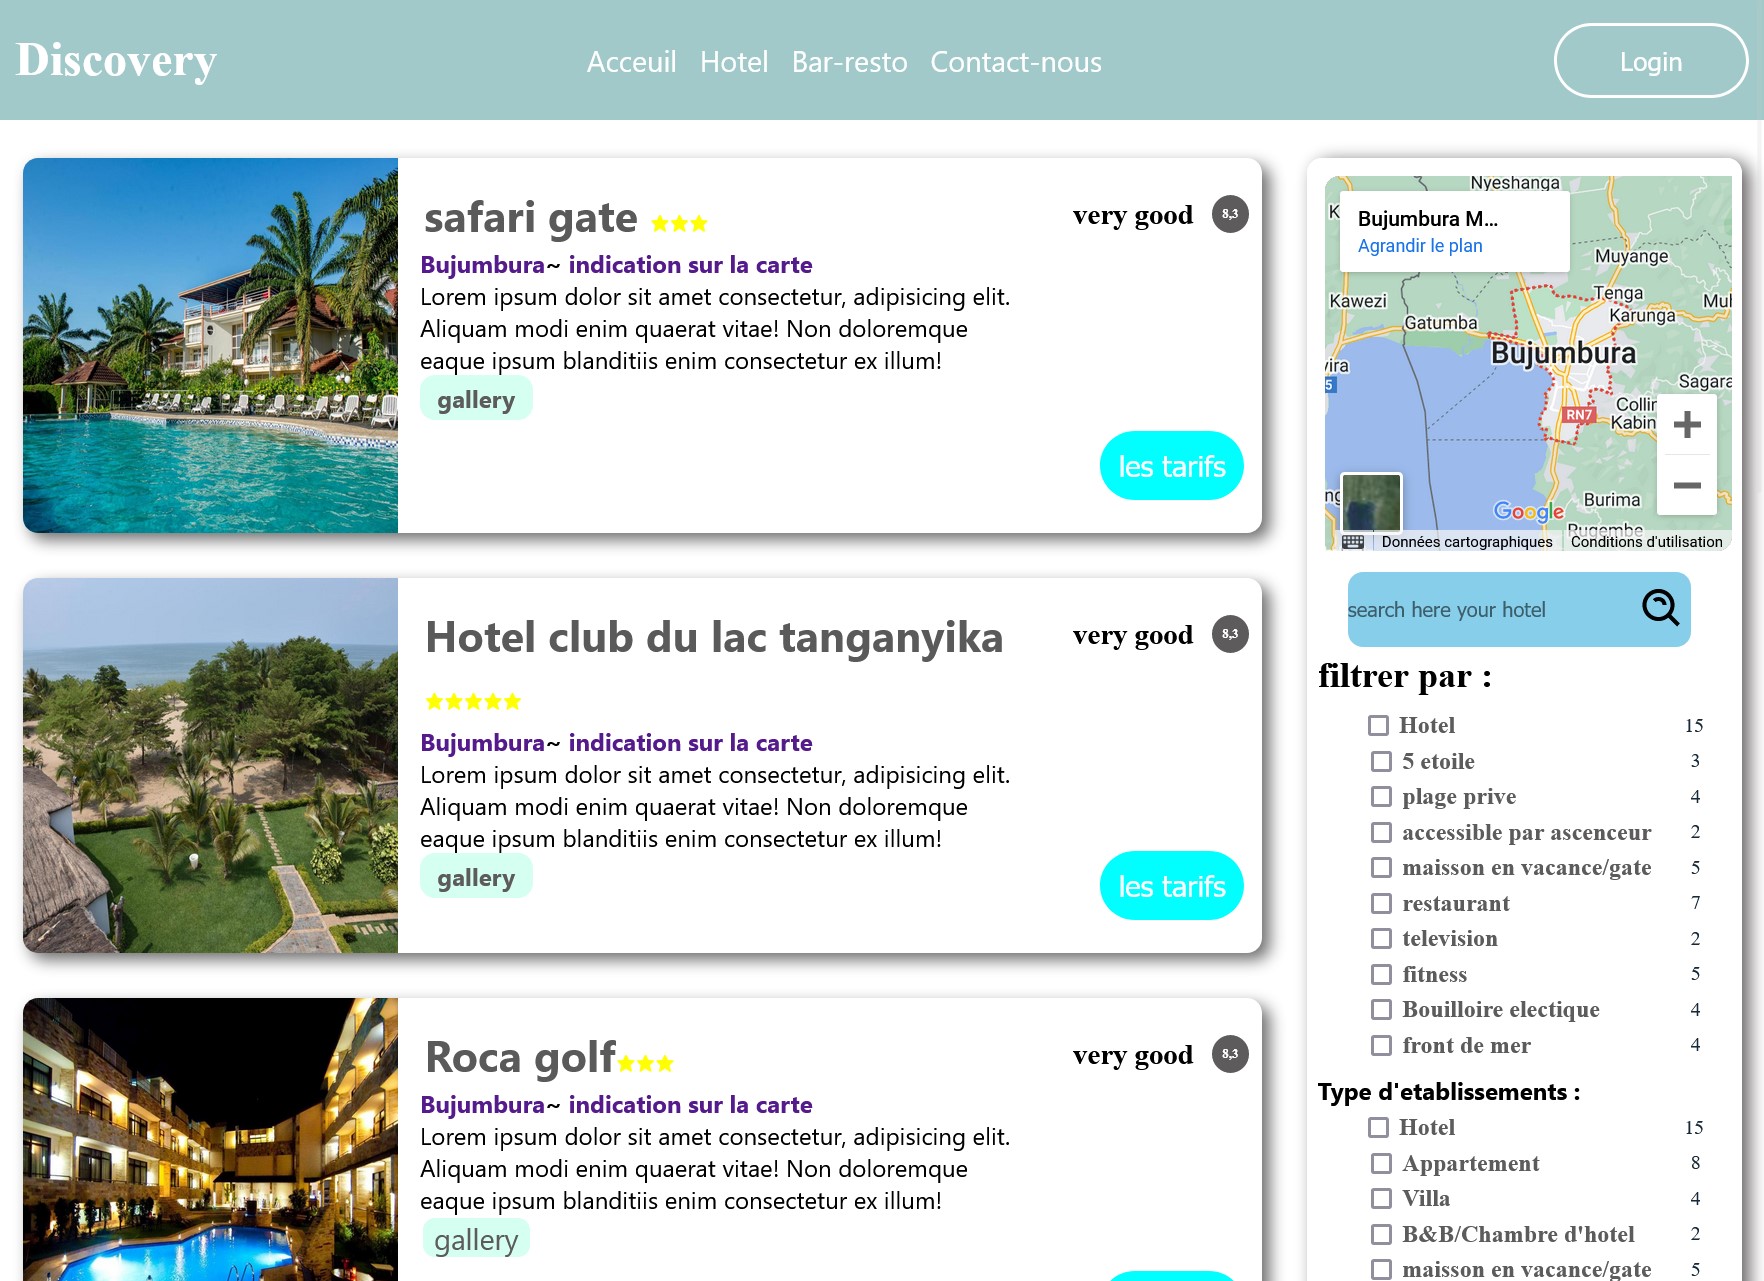 Discovery
Acceuil Hotel Bar-resto Contact-nous
Login
safari gate
very good 8,3
Bujumbura~ indication sur la carte
Lorem ipsum dolor sit amet consectetur, adipisicing elit.
Aliquam modi enim quaerat vitae! Non doloremque
eaque ipsum blanditiis enim consectetur ex illum!
gallery
les tarifs
Hotel club du lac tanganyika
very good 8,3
Bujumbura~ indication sur la carte
Lorem ipsum dolor sit amet consectetur, adipisicing elit.
Aliquam modi enim quaerat vitae! Non doloremque
eaque ipsum blanditiis enim consectetur ex illum!
gallery
les tarifs
Roca golf
very good 8,3
Bujumbura~ indication sur la carte
Lorem ipsum dolor sit amet consectetur, adipisicing elit.
Aliquam modi enim quaerat vitae! Non doloremque
eaque ipsum blanditiis enim consectetur ex illum!
gallery
Nyeshanga
Bujumbura M...
Agrandir le plan
Muyange
Kawezi
Tenga
Gatumba
Karunga
Bujumbura
Sagara
RN7
Burima
Google
Rugembe
Données cartographiques
Conditions d'utilisation
search here your hotel
filtrer par :
Hotel 15
5 etoile 3
plage prive 4
accessible par ascenceur 2
maisson en vacance/gate 5
restaurant 7
television 2
fitness 5
Bouilloire electique 4
front de mer 4
Type d'etablissements :
Hotel 15
Appartement 8
Villa 4
B&B/Chambre d'hotel 2
maisson en vacance/gate 5